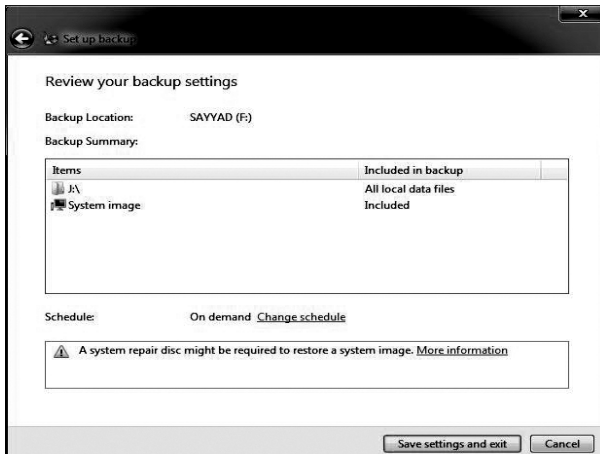 Set up backup
Review your backup settings
Backup Location: SAYYAD (F:)
Backup Summary:
Items Included in backup
J:\ All local data files
System image Included
Schedule: On demand Change schedule
A system repair disc might be required to restore a system image. More information
Save settings and exit Cancel